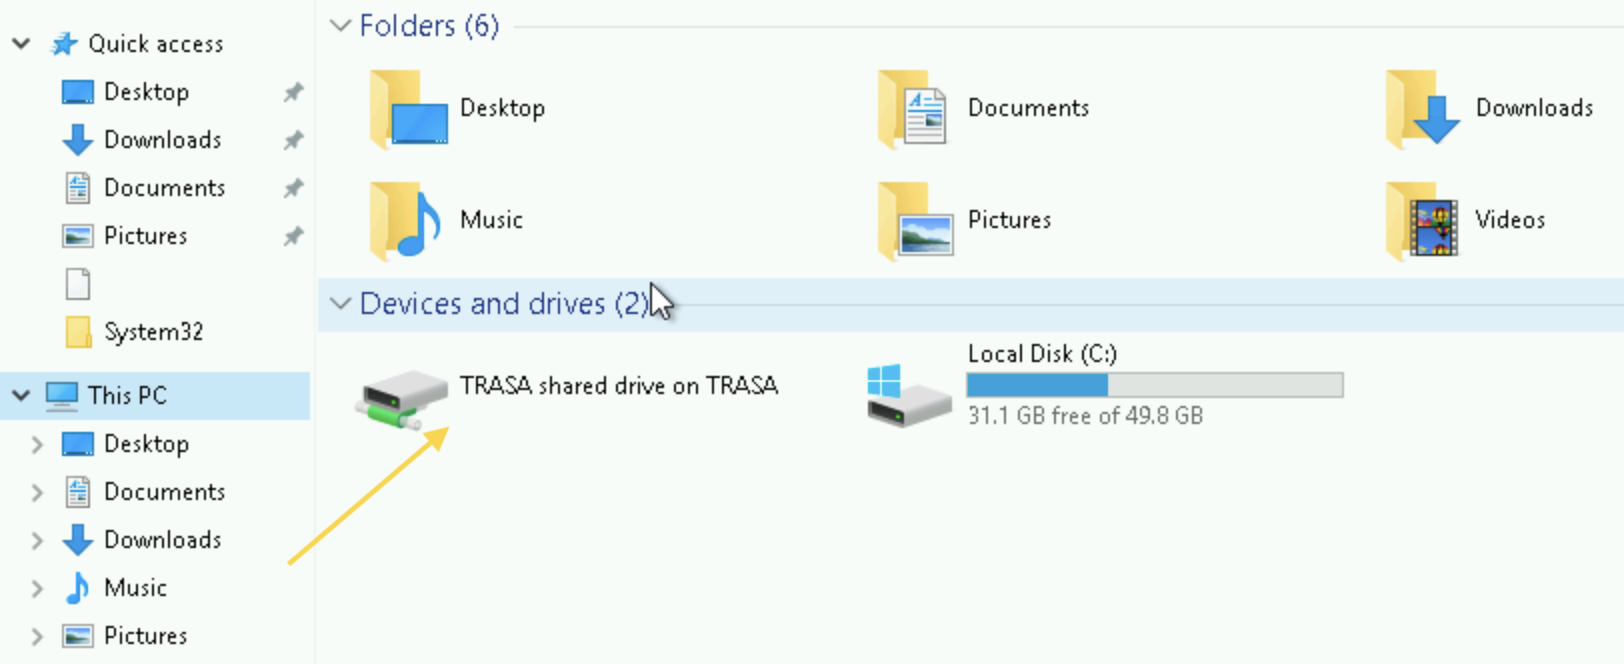 Quick access
Desktop
Downloads
Documents
Pictures
System32
This PC
Desktop
Documents
Downloads
Music
Pictures
Folders (6)
Desktop
Documents
Downloads
Music
Pictures
Videos
Devices and drives (2)
TRASA shared drive on TRASA
Local Disk (C:)
31.1 GB free of 49.8 GB